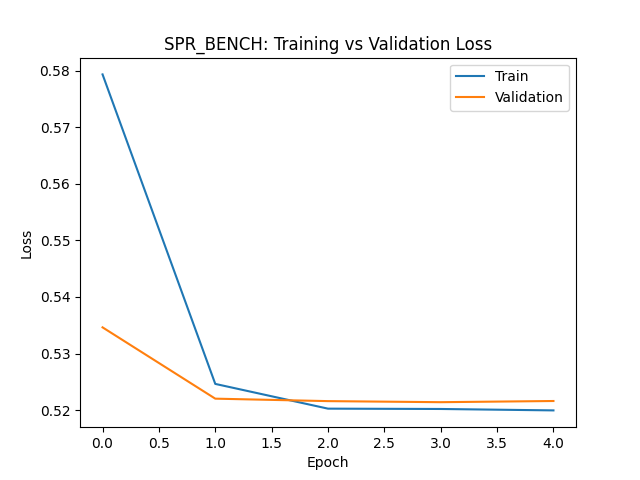 SPR_BENCH: Training vs Validation Loss
Train
Validation
0.58
0.57
0.56
0.55
0.54
0.53
0.52
Loss
0.0 0.5 1.0 1.5 2.0 2.5 3.0 3.5 4.0
Epoch